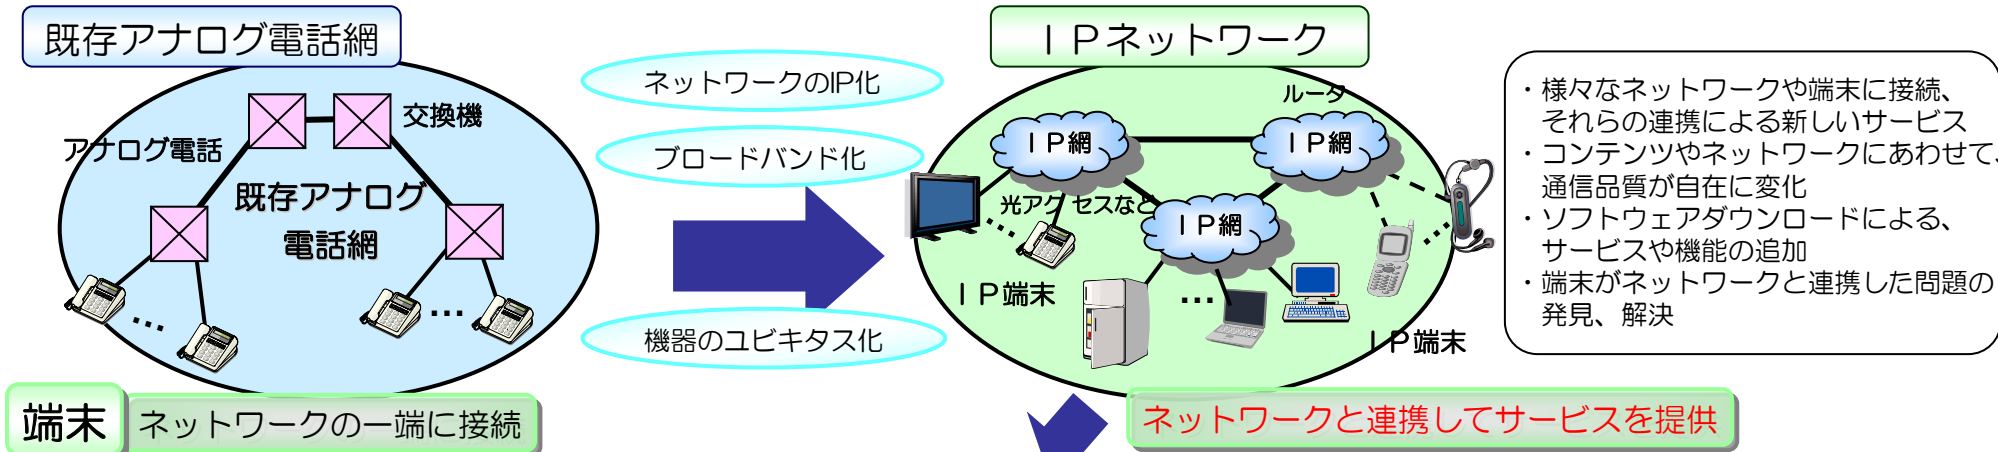 既存アナログ電話網
交換機
アナログ電話
既存アナログ
電話網
…
…
端末
ネットワークの一端に接続
ネットワークのIP化
ブロードバンド化
機器のユビキタス化
ＩＰネットワーク
ルータ
ＩＰ網
ＩＰ網
光アクセスなど
ＩＰ網
ＩＰ端末
…
ＩＰ端末
ネットワークと連携してサービスを提供
・様々なネットワークや端末に接続、
それらの連携による新しいサービス
・コンテンツやネットワークにあわせて、
通信品質が自在に変化
・ソフトウェアダウンロードによる、
サービスや機能の追加
・端末がネットワークと連携した問題の
発見、解決